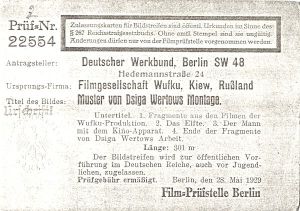 Prüf=Nr.
22554
Zulassungskarten für Bildstreifen sind öffentl. Urkunden im Sinne des
§ 267 Reichsstrafgesetzbuchs. Ohne amtl. Stempel sind sie ungültig.
Änderungen dürfen nur von der Filmprüfstelle vorgenommen werden.
Antragsteller: Deutscher Werkbund, Berlin SW 48
Hedemannstraße 24
Ursprungs-Firma: Filmgesellschaft Wufku, Kiew, Rußland
Titel des Bildes: Muster von Dsiga Wertows Montage.
Urschrift
Untertitel. 1. Fragmente aus den Filmen der
Wufku-Produktion. 2. Das Elfte. 3. Der Mann
mit dem Kino-Apparat. 4. Ende der Fragmente
von Dsiga Wertows Arbeit.
Länge: 301 m
Der Bildstreifen wird zur öffentlichen Vorfüh-
rung im Deutschen Reiche, auch vor Jugendli-
chen, zugelassen.
Prüfgebühr ermäßigt. Berlin, den 28. Mai 1929
Film=Prüfstelle Berlin